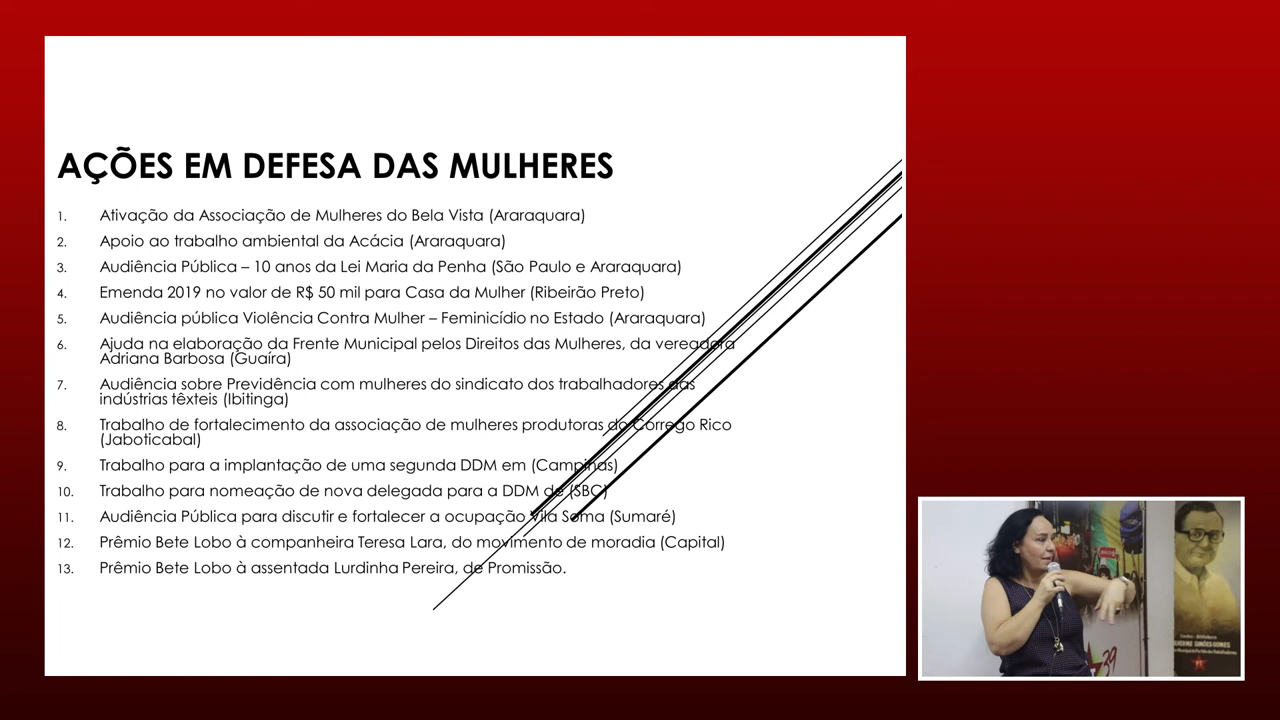 AÇÕES EM DEFESA DAS MULHERES
1. Ativação da Associação de Mulheres do Bela Vista (Araraquara)
2. Apoio ao trabalho ambiental da Acácia (Araraquara)
3. Audiência Pública – 10 anos da Lei Maria da Penha (São Paulo e Araraquara)
4. Emenda 2019 no valor de R$ 50 mil para Casa da Mulher (Ribeirão Preto)
5. Audiência pública Violência Contra Mulher – Feminicídio no Estado (Araraquara)
6. Ajuda na elaboração da Frente Municipal pelos Direitos das Mulheres, da vereadora
Adriana Barbosa (Guaíra)
7. Audiência sobre Previdência com mulheres do sindicato dos trabalhadores das
indústrias têxteis (Ibitinga)
8. Trabalho de fortalecimento da associação de mulheres produtoras do Córrego Rico
(Jaboticabal)
9. Trabalho para a implantação de uma segunda DDM em (Campinas)
10. Trabalho para nomeação de nova delegada para a DDM de (SBC)
11. Audiência Pública para discutir e fortalecer a ocupação Vila Soma (Sumaré)
12. Prêmio Bete Lobo à companheira Teresa Lara, do movimento de moradia (Capital)
13. Prêmio Bete Lobo à assentada Lurdinha Pereira, de Promissão.
39